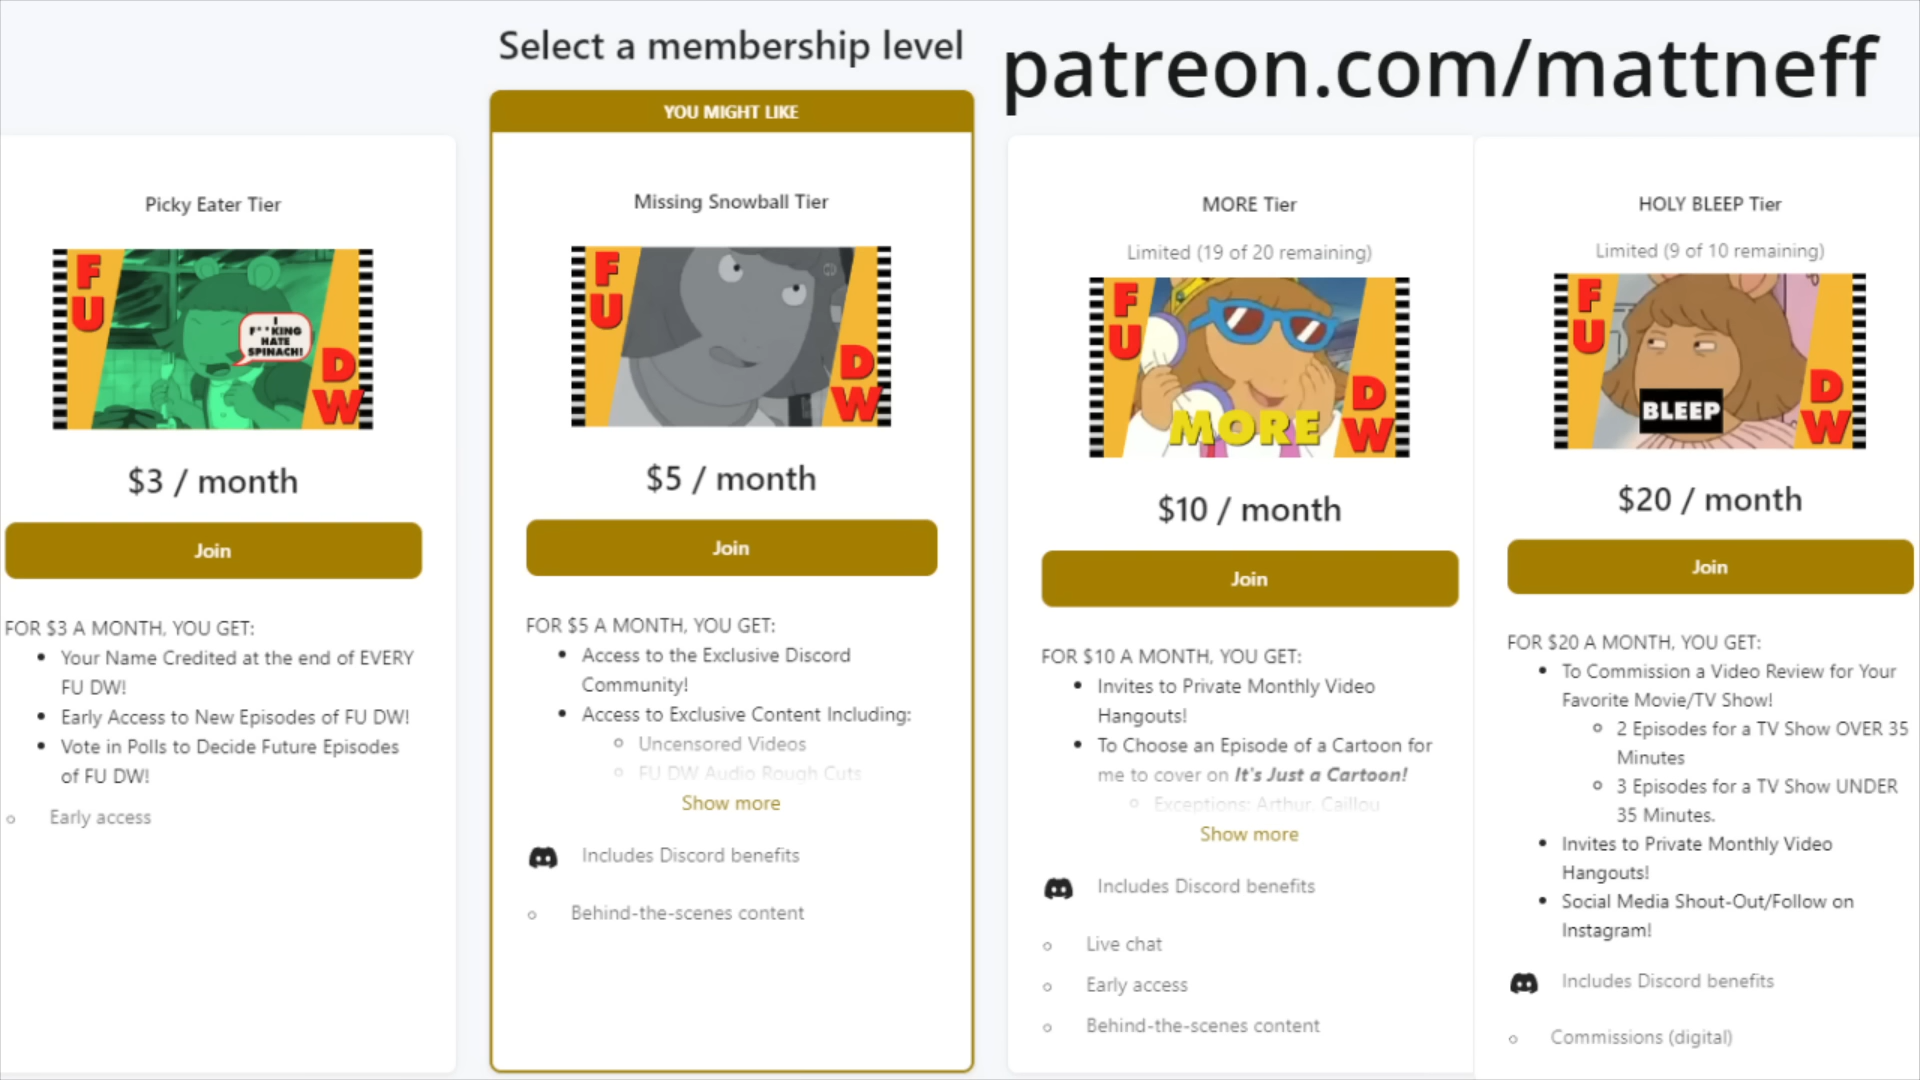 Select a membership level
patreon.com/mattneff
Picky Eater Tier
F
U
I
F**KING
HATE
SPINACH!
D
W
$3 / month
Join
FOR $3 A MONTH, YOU GET:
Your Name Credited at the end of EVERY
FU DW!
Early Access to New Episodes of FU DW!
Vote in Polls to Decide Future Episodes
of FU DW!
Early access
YOU MIGHT LIKE
Missing Snowball Tier
F
U
D
W
$5 / month
Join
FOR $5 A MONTH, YOU GET:
Access to the Exclusive Discord
Community!
Access to Exclusive Content Including:
Uncensored Videos
FU DW Audio Rough Cuts
Show more
Includes Discord benefits
Behind-the-scenes content
MORE Tier
Limited (19 of 20 remaining)
F
U
MORE
D
W
$10 / month
Join
FOR $10 A MONTH, YOU GET:
Invites to Private Monthly Video
Hangouts!
To Choose an Episode of a Cartoon for
me to cover on It's Just a Cartoon!
Exceptions: Arthur, Caillou
Show more
Includes Discord benefits
Live chat
Early access
Behind-the-scenes content
HOLY BLEEP Tier
Limited (9 of 10 remaining)
F
U
BLEEP
D
W
$20 / month
Join
FOR $20 A MONTH, YOU GET:
To Commission a Video Review for Your
Favorite Movie/TV Show!
2 Episodes for a TV Show OVER 35
Minutes
3 Episodes for a TV Show UNDER
35 Minutes.
Invites to Private Monthly Video
Hangouts!
Social Media Shout-Out/Follow on
Instagram!
Includes Discord benefits
Commissions (digital)